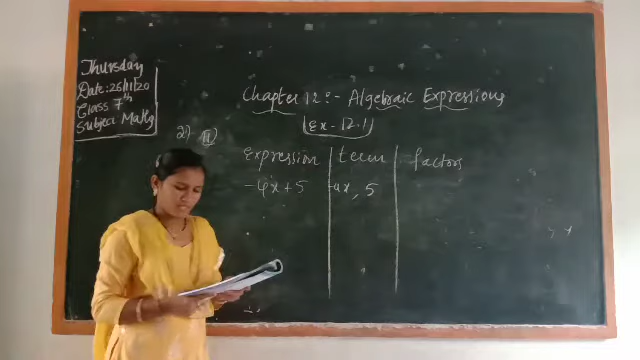 Thursday
Date: 26/11/20
Class 7th
Subject Maths
Chapter 12:- Algebraic Expressions
Ex - 12.1
2) ii)
expression term factors
-4x+5 -4x, 5